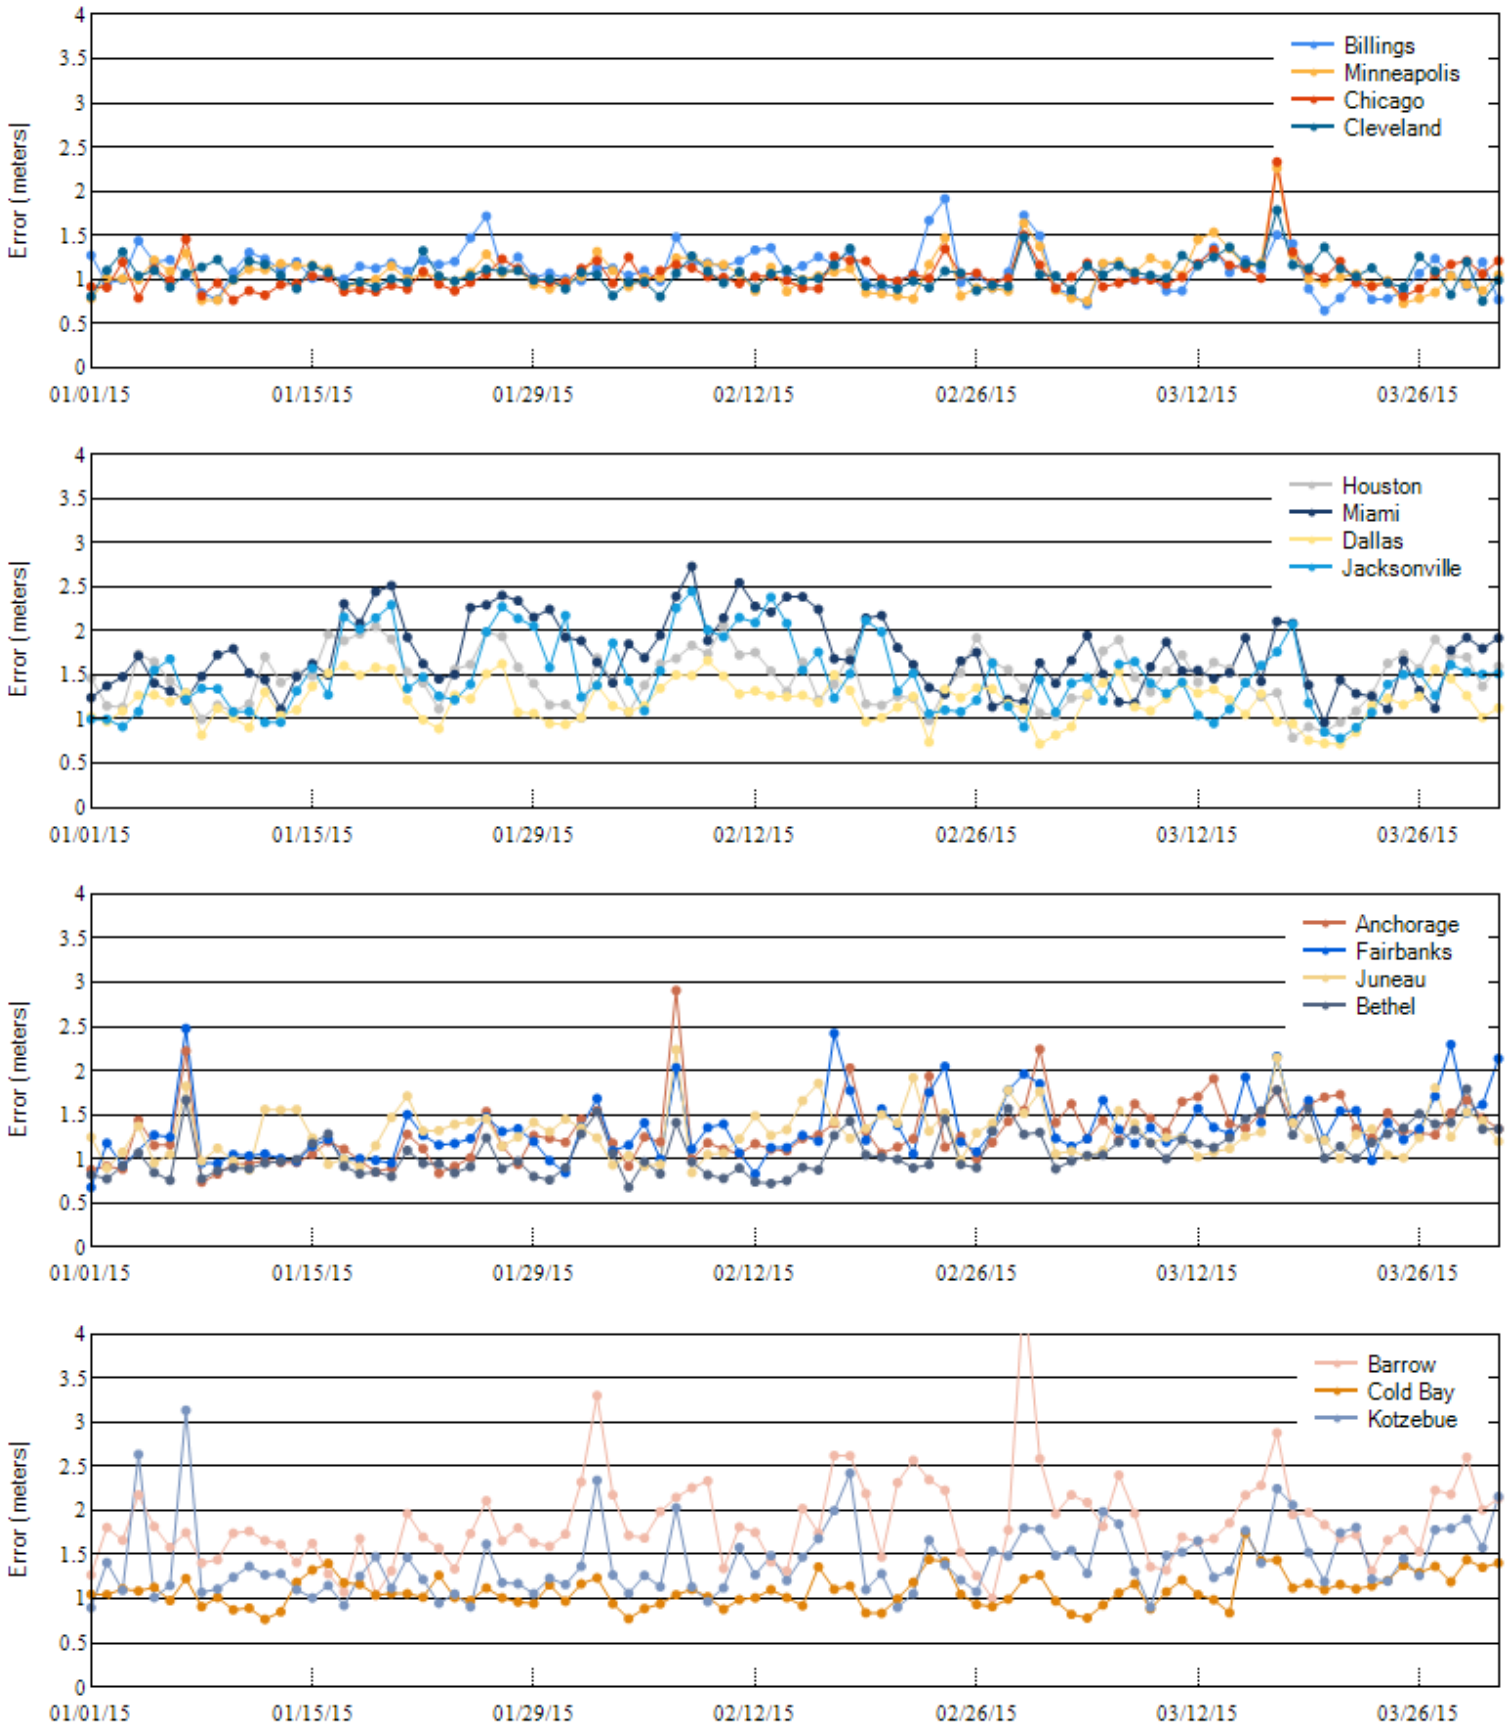 4
3.5
3
2.5
2
1.5
1
0.5
0
Error (meters|
Billings
Minneapolis
Chicago
Cleveland
01/01/15 01/15/15 01/29/15 02/12/15 02/26/15 03/12/15 03/26/15
4
3.5
3
2.5
2
1.5
1
0.5
0
Error (meters|
Houston
Miami
Dallas
Jacksonville
01/01/15 01/15/15 01/29/15 02/12/15 02/26/15 03/12/15 03/26/15
4
3.5
3
2.5
2
1.5
1
0.5
0
Error (meters|
Anchorage
Fairbanks
Juneau
Bethel
01/01/15 01/15/15 01/29/15 02/12/15 02/26/15 03/12/15 03/26/15
4
3.5
3
2.5
2
1.5
1
0.5
0
Error (meters|
Barrow
Cold Bay
Kotzebue
01/01/15 01/15/15 01/29/15 02/12/15 02/26/15 03/12/15 03/26/15